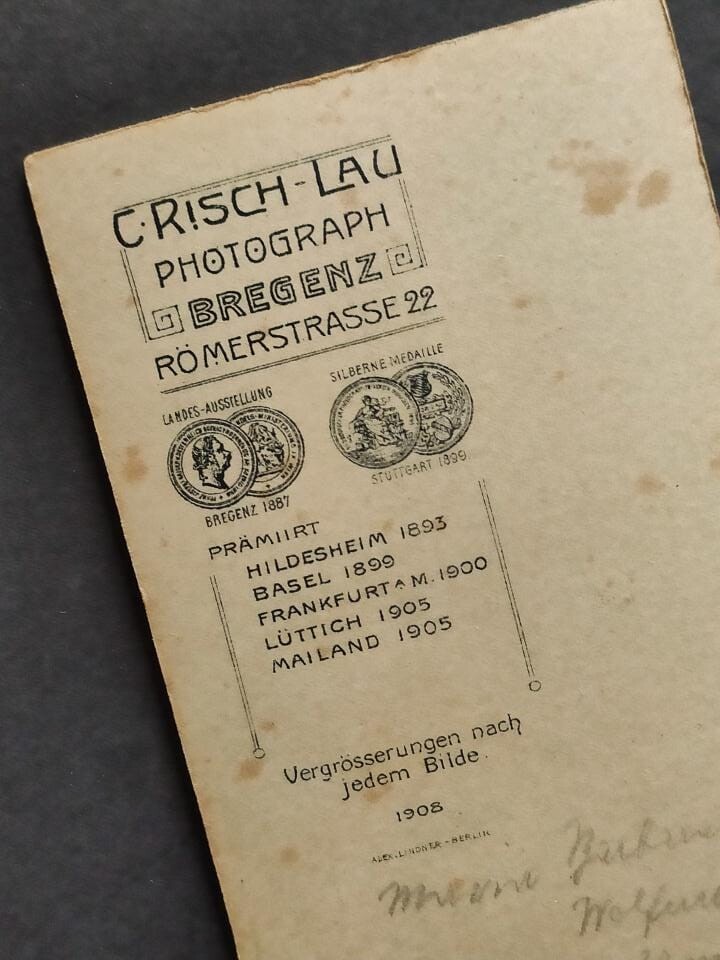 C. RISCH-LAU
PHOTOGRAPH
BREGENZ
RÖMERSTRASSE 22
LANDES-AUSSTELLUNG
BREGENZ 1887
SILBERNE MEDAILLE
STUTTGART 1899
PRÄMIIRT
HILDESHEIM 1893
BASEL 1899
FRANKFURT A M. 1900
LÜTTICH 1905
MAILAND 1905
Vergrösserungen nach
jedem Bilde.
1908
ALEX. LINDNER-BERLIN